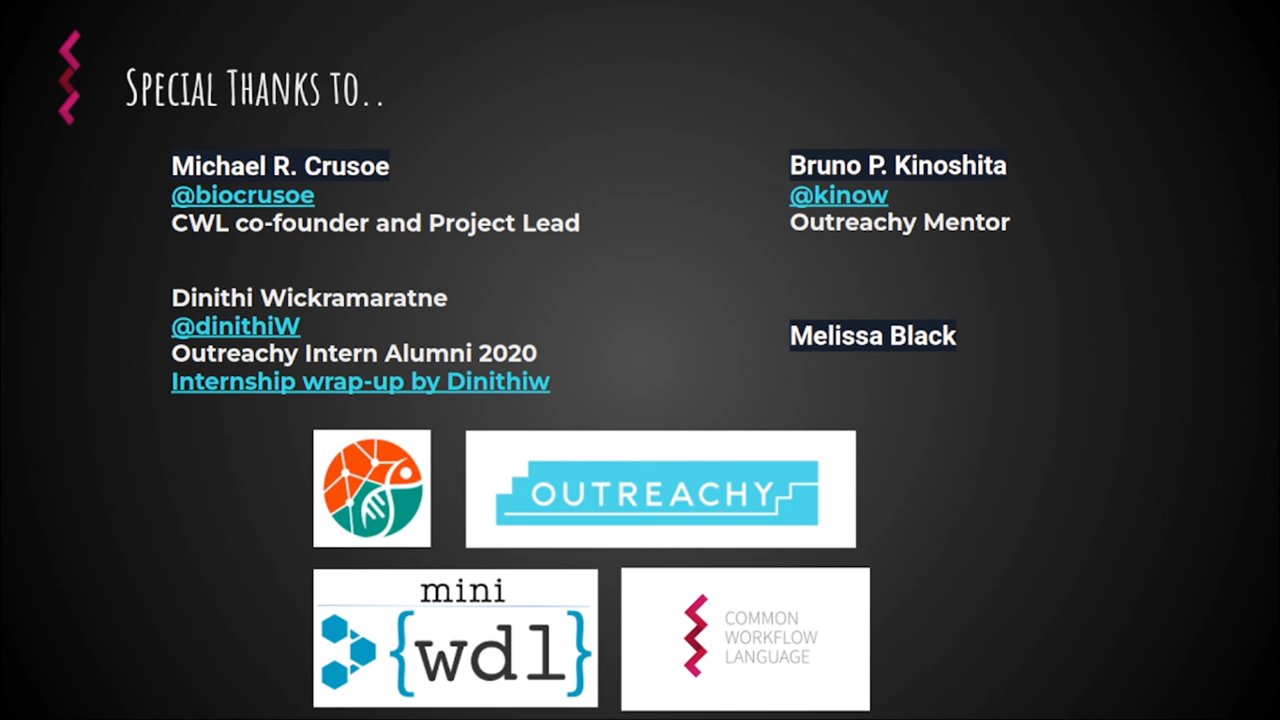 Special Thanks to..
Michael R. Crusoe
@biocrusoe
CWL co-founder and Project Lead
Bruno P. Kinoshita
@kinow
Outreachy Mentor
Dinithi Wickramaratne
@dinithiW
Outreachy Intern Alumni 2020
Internship wrap-up by Dinithiw
Melissa Black
OUTREACHY
mini
{wdl}
COMMON
WORKFLOW
LANGUAGE